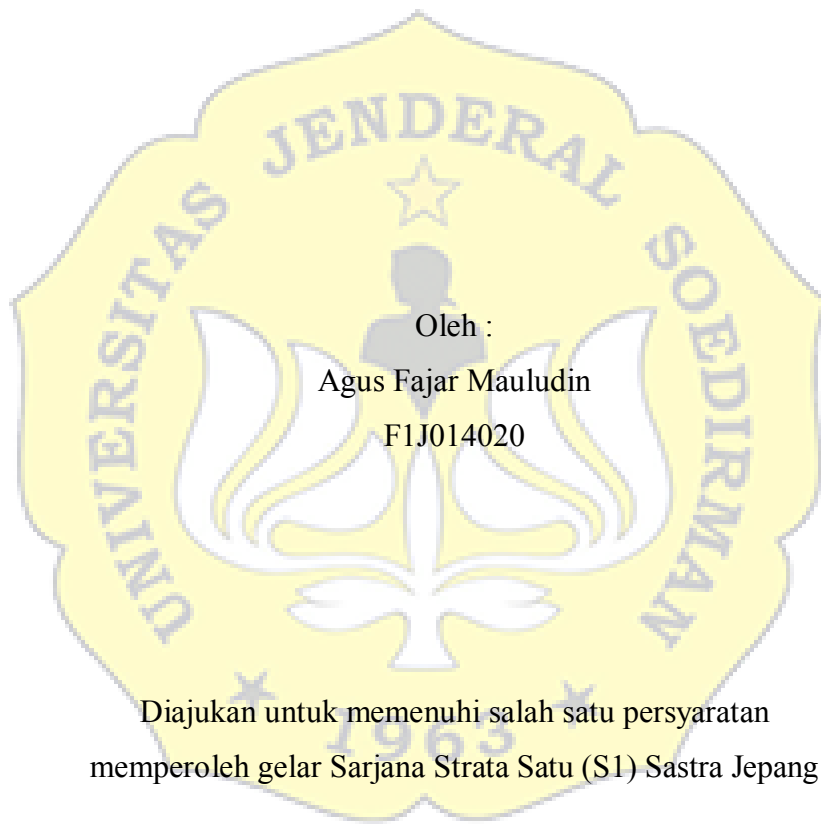 UNIVERSITAS JENDERAL SOEDIRMAN
Oleh :
Agus Fajar Mauludin
F1J014020
Diajukan untuk memenuhi salah satu persyaratan
memperoleh gelar Sarjana Strata Satu (S1) Sastra Jepang
1963